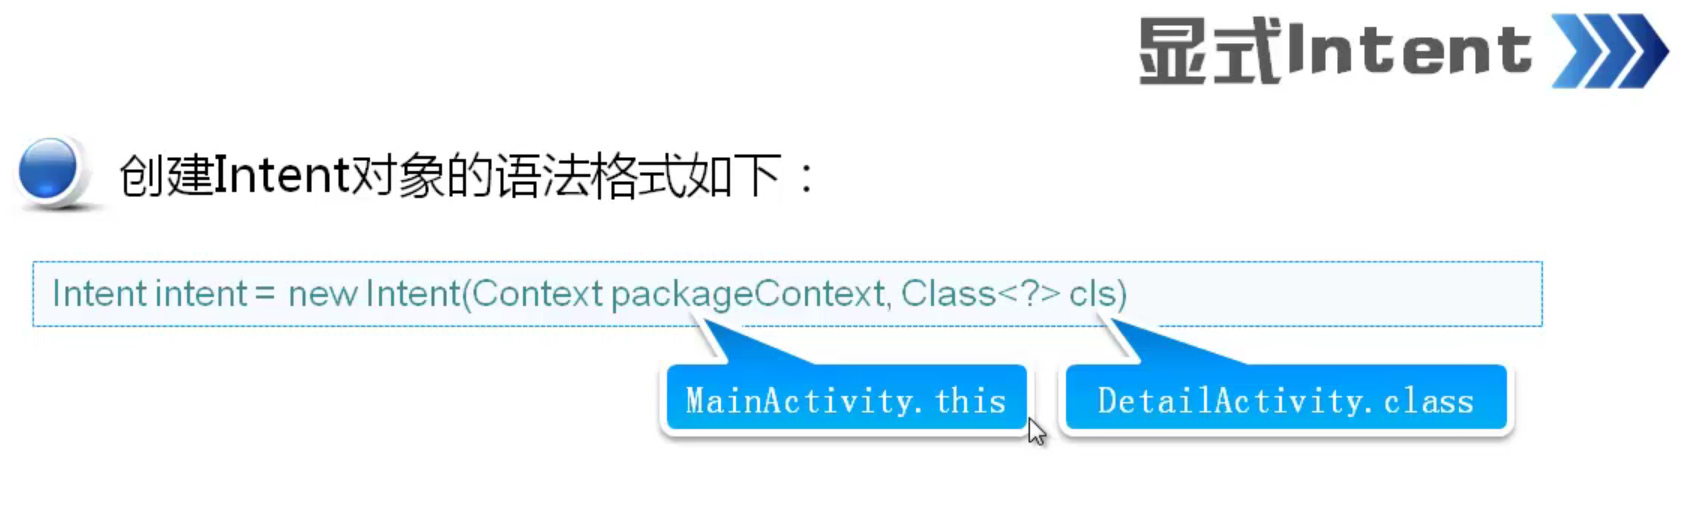 显式Intent
创建Intent对象的语法格式如下：
Intent intent = new Intent(Context packageContext, Class<?> cls)
MainActivity.this
DetailActivity.class